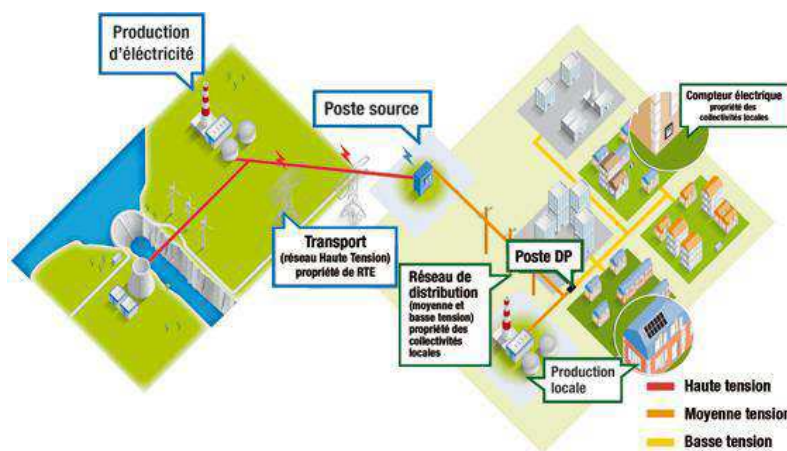 Production
d'éléctricité
Poste source
Compteur électrique
propriété des
collectivités locales
Transport
(réseau Haute Tension)
propriété de RTE
Poste DP
Réseau de
distribution
(moyenne et
basse tension)
propriété des
collectivités
locales
Production
locale
Haute tension
Moyenne tension
Basse tension